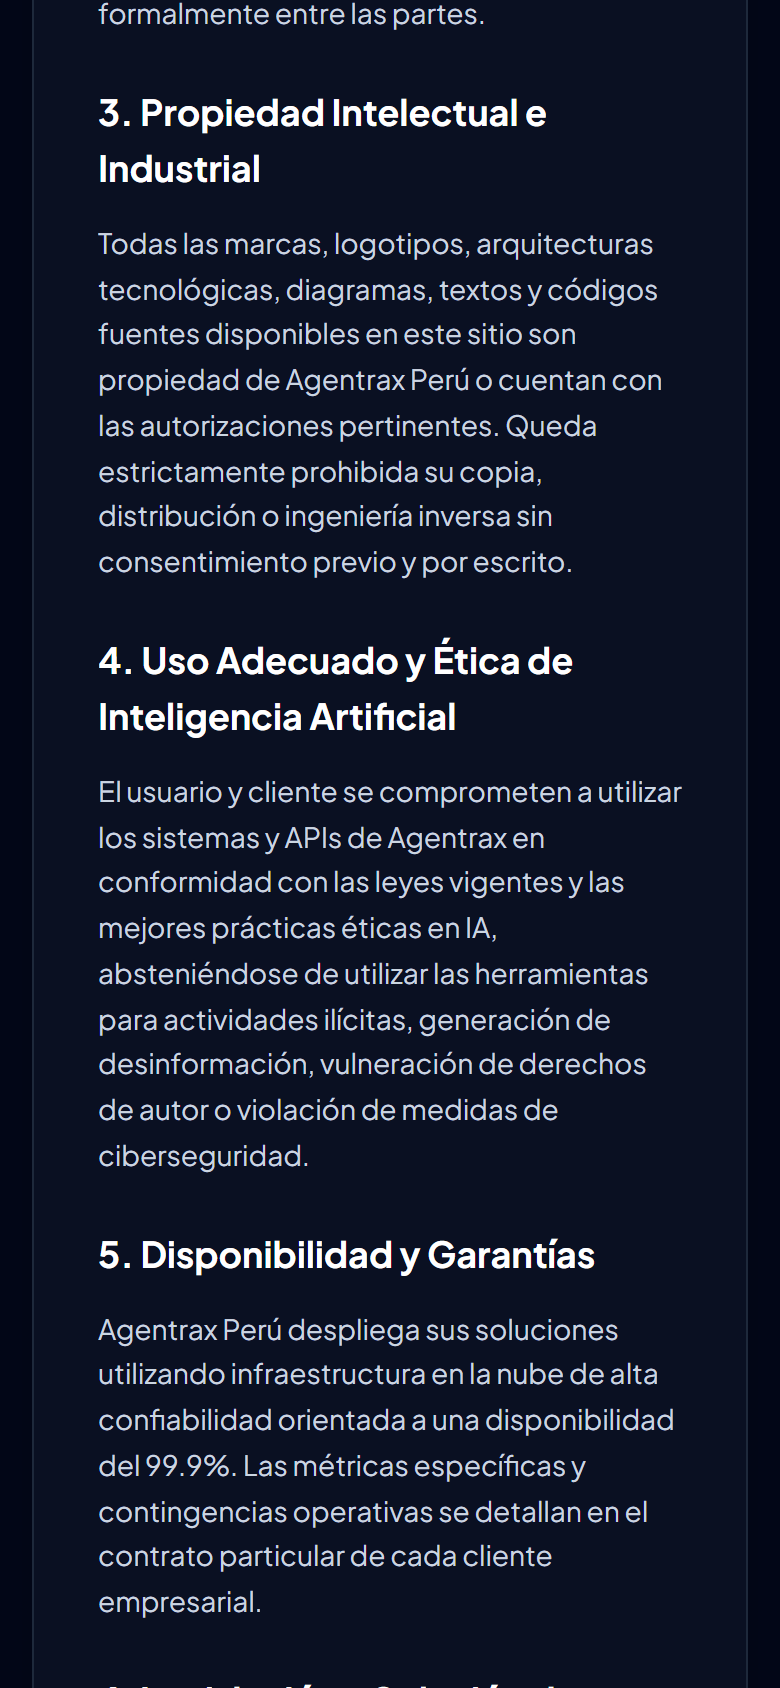 formalmente entre las partes.
3. Propiedad Intelectual e
Industrial
Todas las marcas, logotipos, arquitecturas
tecnológicas, diagramas, textos y códigos
fuentes disponibles en este sitio son
propiedad de Agentrax Perú o cuentan con
las autorizaciones pertinentes. Queda
estrictamente prohibida su copia,
distribución o ingeniería inversa sin
consentimiento previo y por escrito.
4. Uso Adecuado y Ética de
Inteligencia Artificial
El usuario y cliente se comprometen a utilizar
los sistemas y APIs de Agentrax en
conformidad con las leyes vigentes y las
mejores prácticas éticas en IA,
absteniéndose de utilizar las herramientas
para actividades ilícitas, generación de
desinformación, vulneración de derechos
de autor o violación de medidas de
ciberseguridad.
5. Disponibilidad y Garantías
Agentrax Perú despliega sus soluciones
utilizando infraestructura en la nube de alta
confiabilidad orientada a una disponibilidad
del 99.9%. Las métricas específicas y
contingencias operativas se detallan en el
contrato particular de cada cliente
empresarial.